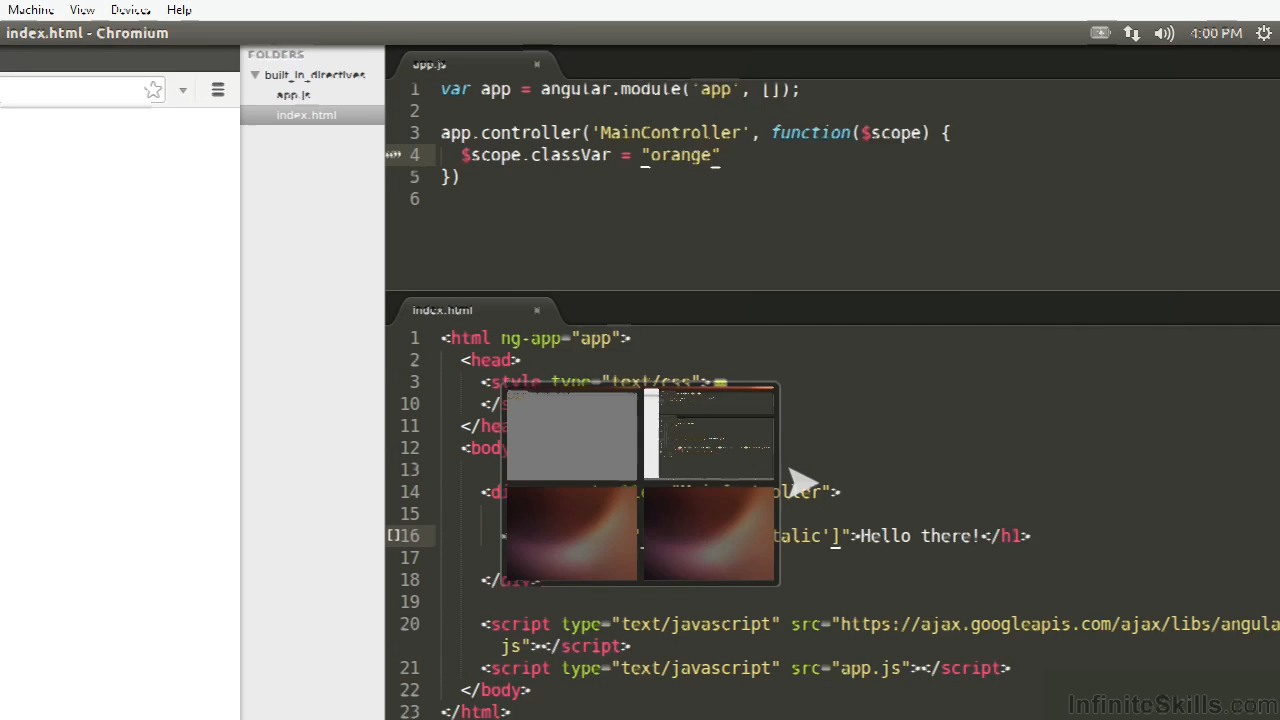 Machine View Devices Help
index.html - Chromium
4:00 PM
FOLDERS
built_in_directives
app.js
index.html
app.js
1 var app = angular.module('app', []);
2
3 app.controller('MainController', function($scope) {
4 $scope.classVar = "orange"
5 })
6
index.html
1 <html ng-app="app">
2 <head>
3 <style type="text/css">
10 </s
11 </hea
12 <body
13
14 <di oller">
15
16 talic']">Hello there!</h1>
17
18 </div>
19
20 <script type="text/javascript" src="https://ajax.googleapis.com/ajax/libs/angula
js"></script>
21 <script type="text/javascript" src="app.js"></script>
22 </body>
23 </html>
InfiniteSkills.com